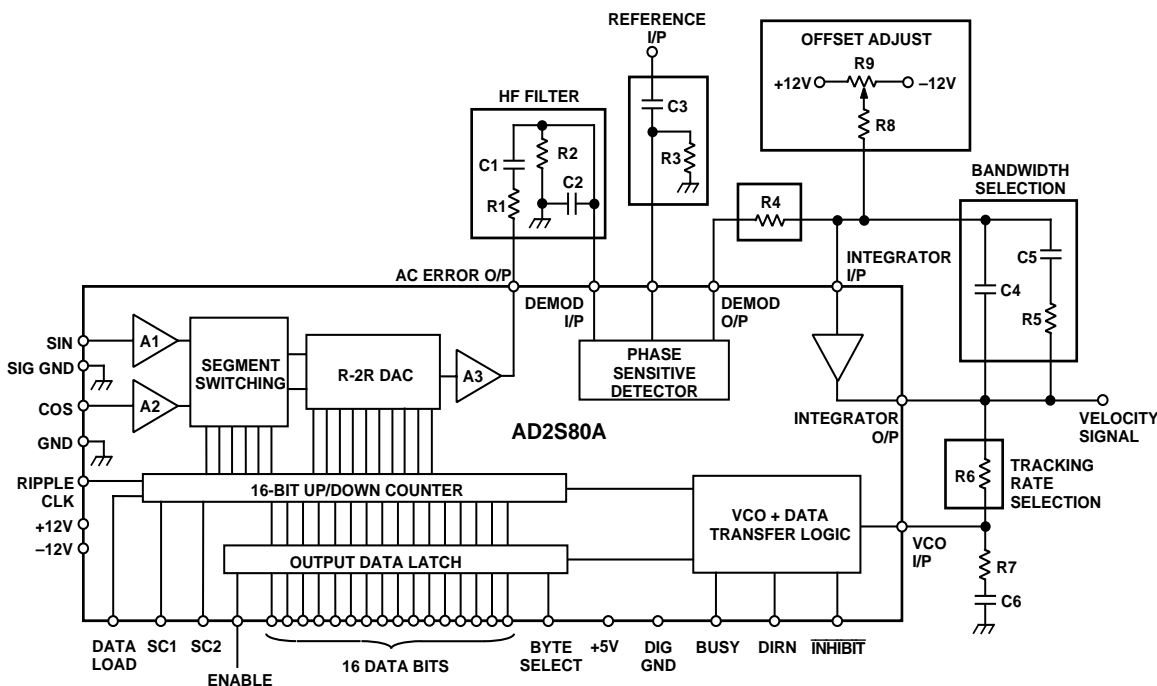 REFERENCE
I/P
OFFSET ADJUST
R9
+12V
–12V
R8
HF FILTER
C3
R3
C1
R2
C2
R1
BANDWIDTH
SELECTION
R4
C5
C4
R5
AC ERROR O/P
DEMOD
I/P
DEMOD
O/P
INTEGRATOR
I/P
SIN
A1
SIG GND
SEGMENT
SWITCHING
R-2R DAC
A3
PHASE
SENSITIVE
DETECTOR
COS
A2
GND
AD2S80A
INTEGRATOR
O/P
VELOCITY
SIGNAL
RIPPLE
CLK
16-BIT UP/DOWN COUNTER
R6
TRACKING
RATE
SELECTION
+12V
–12V
VCO + DATA
TRANSFER LOGIC
VCO
I/P
OUTPUT DATA LATCH
R7
C6
DATA
LOAD
SC1
SC2
ENABLE
16 DATA BITS
BYTE
SELECT
+5V
DIG
GND
BUSY
DIRN
INHIBIT